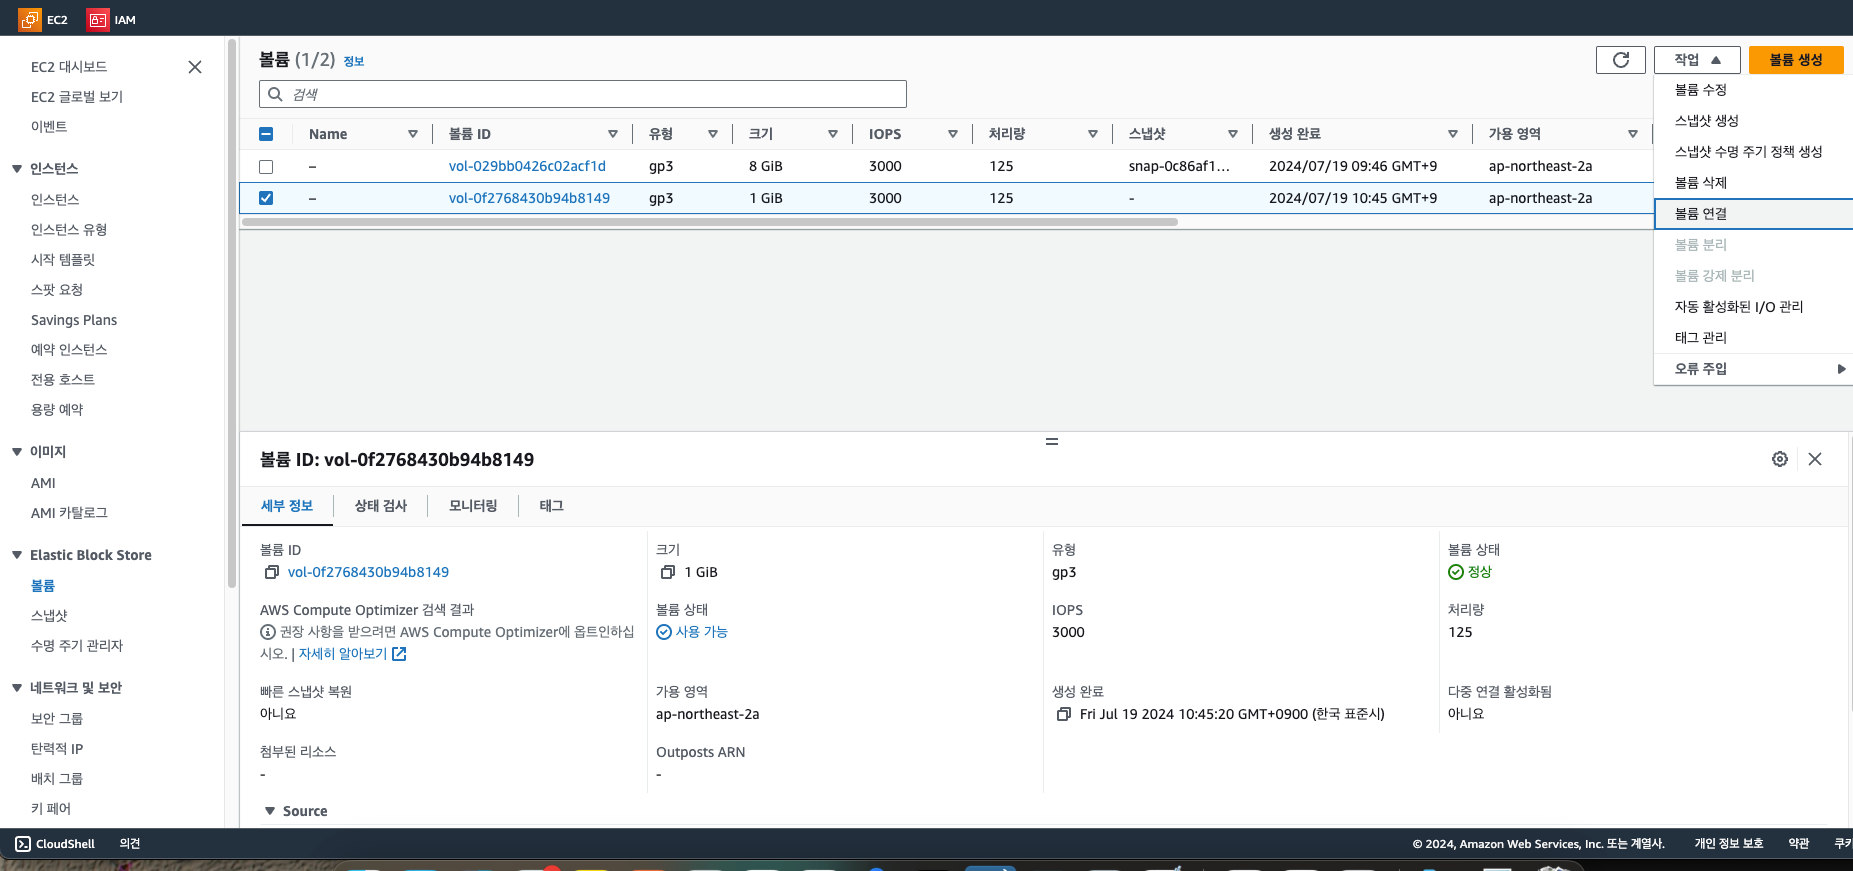 EC2 IAM
EC2 대시보드
EC2 글로벌 보기
이벤트
인스턴스
인스턴스
인스턴스 유형
시작 템플릿
스팟 요청
Savings Plans
예약 인스턴스
전용 호스트
용량 예약
이미지
AMI
AMI 카탈로그
Elastic Block Store
볼륨
스냅샷
수명 주기 관리자
네트워크 및 보안
보안 그룹
탄력적 IP
배치 그룹
키 페어
볼륨 (1/2) 정보
작업
볼륨 생성
검색
Name 볼륨 ID 유형 크기 IOPS 처리량 스냅샷 생성 완료 가용 영역
– vol-029bb0426c02acf1d gp3 8 GiB 3000 125 snap-0c86af1... 2024/07/19 09:46 GMT+9 ap-northeast-2a
– vol-0f2768430b94b8149 gp3 1 GiB 3000 125 - 2024/07/19 10:45 GMT+9 ap-northeast-2a
볼륨 수정
스냅샷 생성
스냅샷 수명 주기 정책 생성
볼륨 삭제
볼륨 연결
볼륨 분리
볼륨 강제 분리
자동 활성화된 I/O 관리
태그 관리
오류 주입
볼륨 ID: vol-0f2768430b94b8149
세부 정보 상태 검사 모니터링 태그
볼륨 ID
vol-0f2768430b94b8149
크기
1 GiB
유형
gp3
볼륨 상태
정상
AWS Compute Optimizer 검색 결과
권장 사항을 받으려면 AWS Compute Optimizer에 옵트인하십
시오. | 자세히 알아보기
볼륨 상태
사용 가능
IOPS
3000
처리량
125
빠른 스냅샷 복원
아니요
가용 영역
ap-northeast-2a
생성 완료
Fri Jul 19 2024 10:45:20 GMT+0900 (한국 표준시)
다중 연결 활성화됨
아니요
첨부된 리소스
-
Outposts ARN
-
Source
CloudShell 의견
© 2024, Amazon Web Services, Inc. 또는 계열사. 개인 정보 보호 약관 쿠키